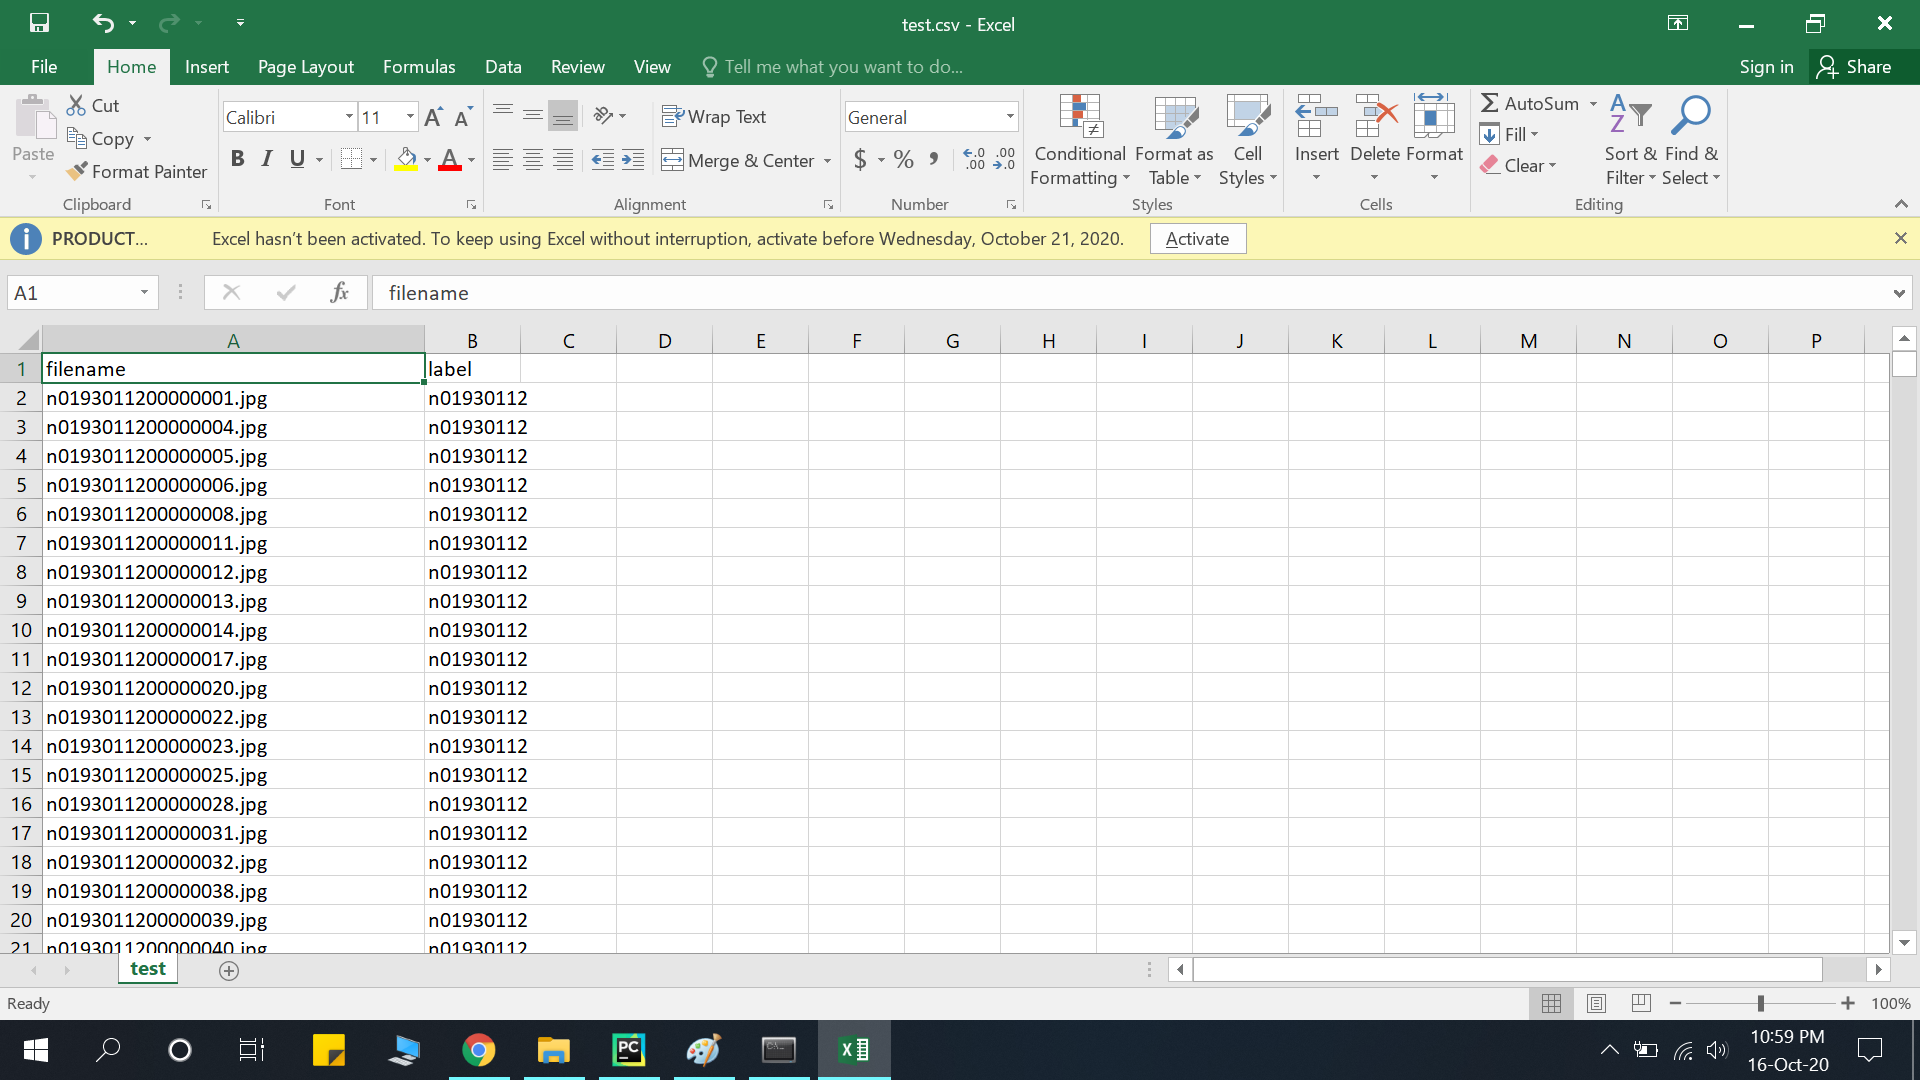 test.csv - Excel
File Home Insert Page Layout Formulas Data Review View Tell me what you want to do... Sign in Share
Paste
Cut
Copy
Format Painter
Clipboard
Calibri 11
A A
B I U A
Font
Wrap Text
Merge & Center
Alignment
General
$ % , .0 .00 .00 .0
Number
Conditional Formatting
Format as Table
Cell Styles
Styles
Insert Delete Format
Cells
AutoSum
Fill
Clear
Sort & Filter
Find & Select
Editing
PRODUCT... Excel hasn't been activated. To keep using Excel without interruption, activate before Wednesday, October 21, 2020. Activate
A1 fx filename
A B C D E F G H I J K L M N O P
1 filename label
2 n0193011200000001.jpg n01930112
3 n0193011200000004.jpg n01930112
4 n0193011200000005.jpg n01930112
5 n0193011200000006.jpg n01930112
6 n0193011200000008.jpg n01930112
7 n0193011200000011.jpg n01930112
8 n0193011200000012.jpg n01930112
9 n0193011200000013.jpg n01930112
10 n0193011200000014.jpg n01930112
11 n0193011200000017.jpg n01930112
12 n0193011200000020.jpg n01930112
13 n0193011200000022.jpg n01930112
14 n0193011200000023.jpg n01930112
15 n0193011200000025.jpg n01930112
16 n0193011200000028.jpg n01930112
17 n0193011200000031.jpg n01930112
18 n0193011200000032.jpg n01930112
19 n0193011200000038.jpg n01930112
20 n0193011200000039.jpg n01930112
21 n0193011200000040.jpg n01930112
test
Ready 100%
PC
10:59 PM
16-Oct-20